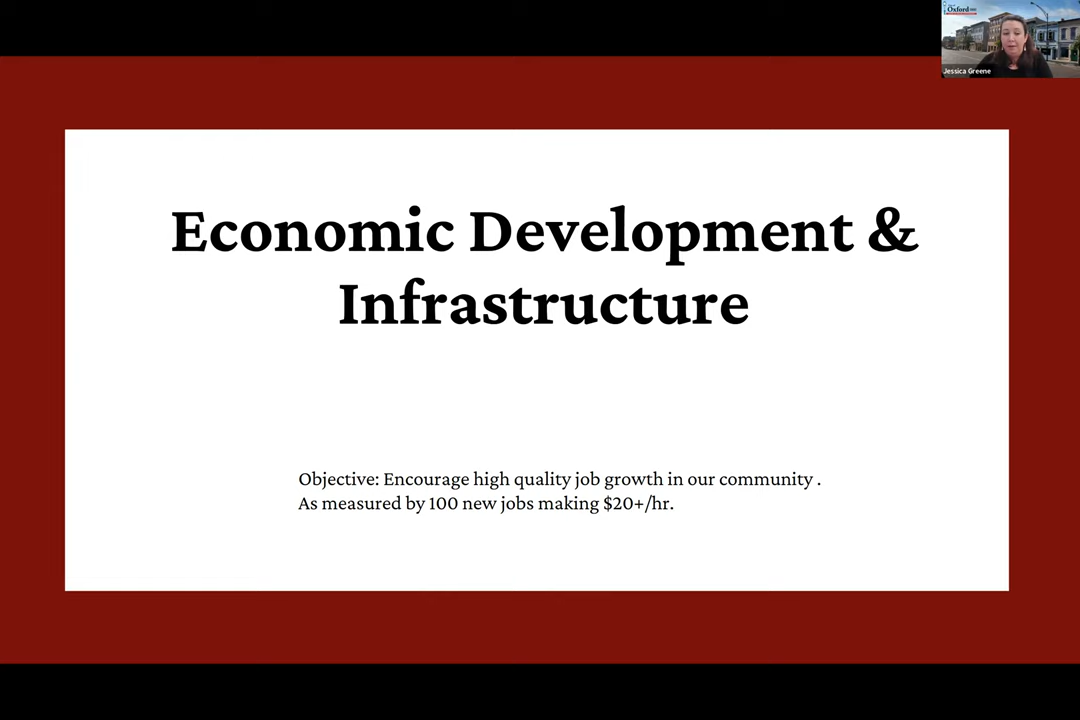 Oxford
Jessica Greene
Economic Development &
Infrastructure
Objective: Encourage high quality job growth in our community .
As measured by 100 new jobs making $20+/hr.